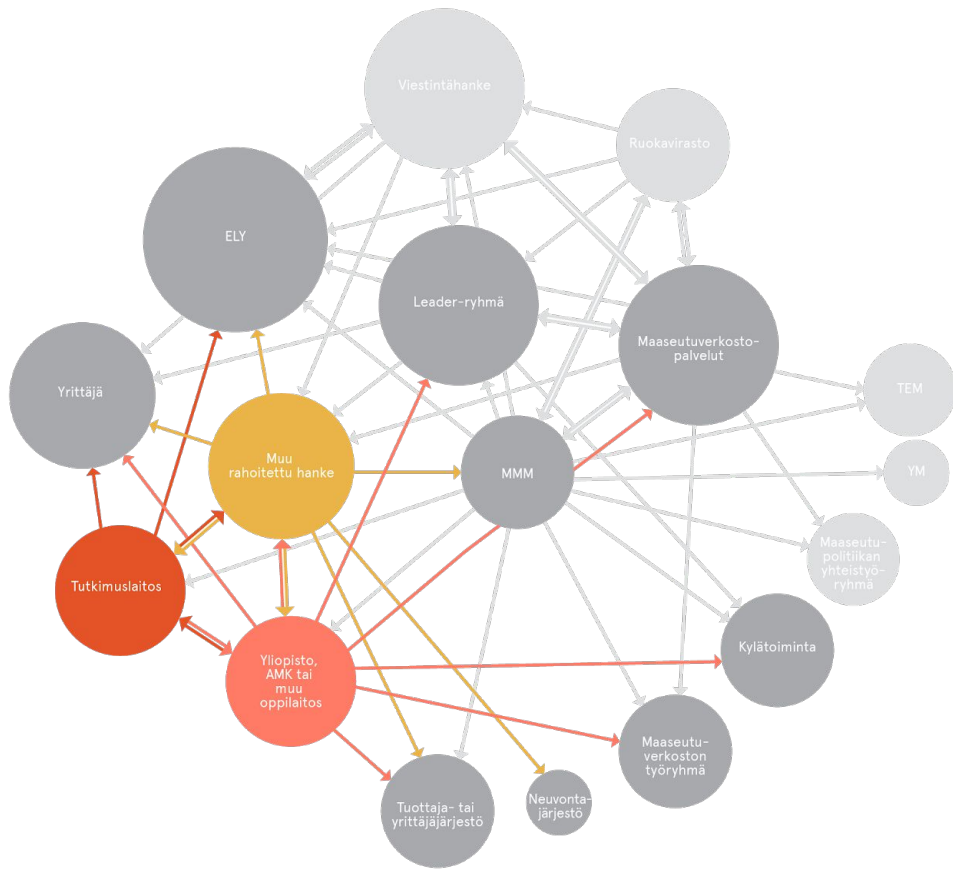 Viestintähanke
Ruokavirasto
ELY
Leader-ryhmä
Maaseutuverkosto-
palvelut
Yrittäjä
TEM
Muu
rahoitettu hanke
MMM
YM
Maaseutu-
politiikan
yhteistyö-
ryhmä
Tutkimuslaitos
Kylätoiminta
Yliopisto,
AMK tai
muu
oppilaitos
Maaseutu-
verkoston
työryhmä
Neuvonta-
järjestö
Tuottaja- tai
yrittäjäjärjestö